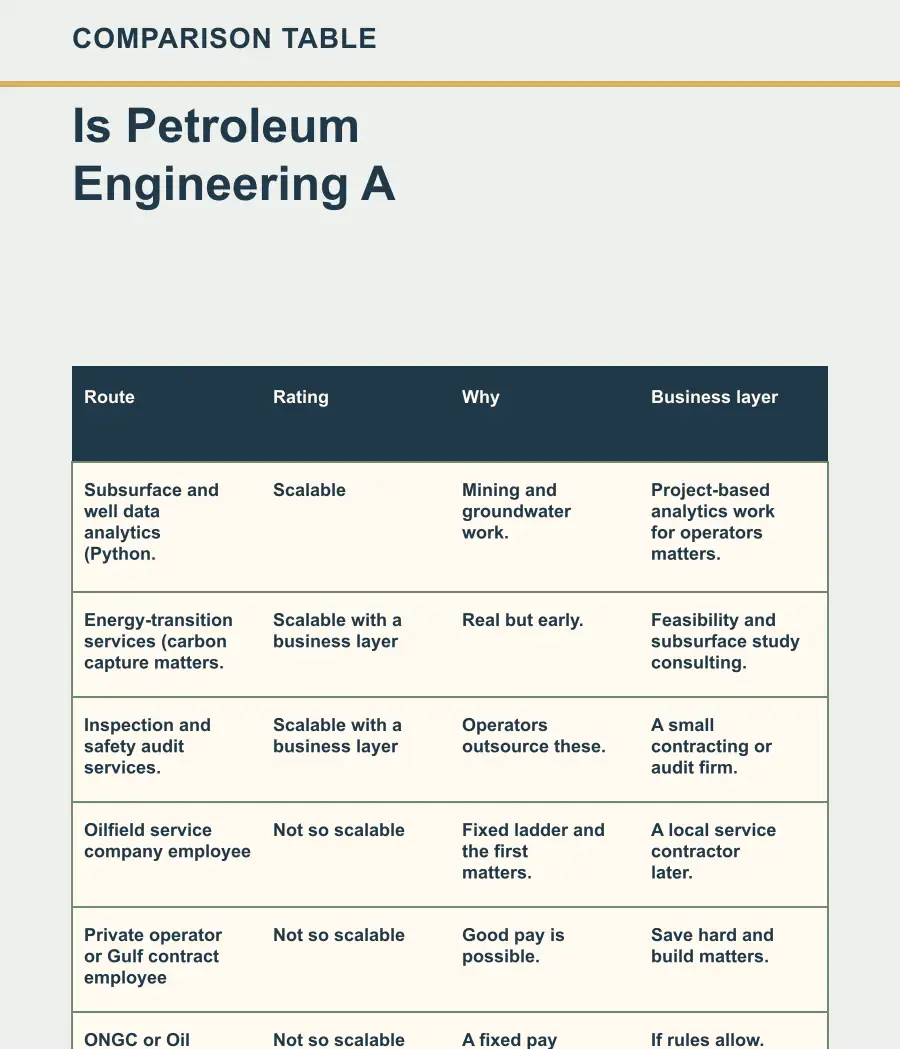 COMPARISON TABLE
Is Petroleum
Engineering A
Route
Rating
Why
Business layer
Subsurface and
well data
analytics
(Python.
Scalable
Mining and
groundwater
work.
Project-based
analytics work
for operators
matters.
Energy-transition
services (carbon
capture matters.
Scalable with a
business layer
Real but early.
Feasibility and
subsurface study
consulting.
Inspection and
safety audit
services.
Scalable with a
business layer
Operators
outsource these.
A small
contracting or
audit firm.
Oilfield service
company employee
Not so scalable
Fixed ladder and
the first
matters.
A local service
contractor
later.
Private operator
or Gulf contract
employee
Not so scalable
Good pay is
possible.
Save hard and
build matters.
ONGC or Oil
Not so scalable
A fixed pay
If rules allow.